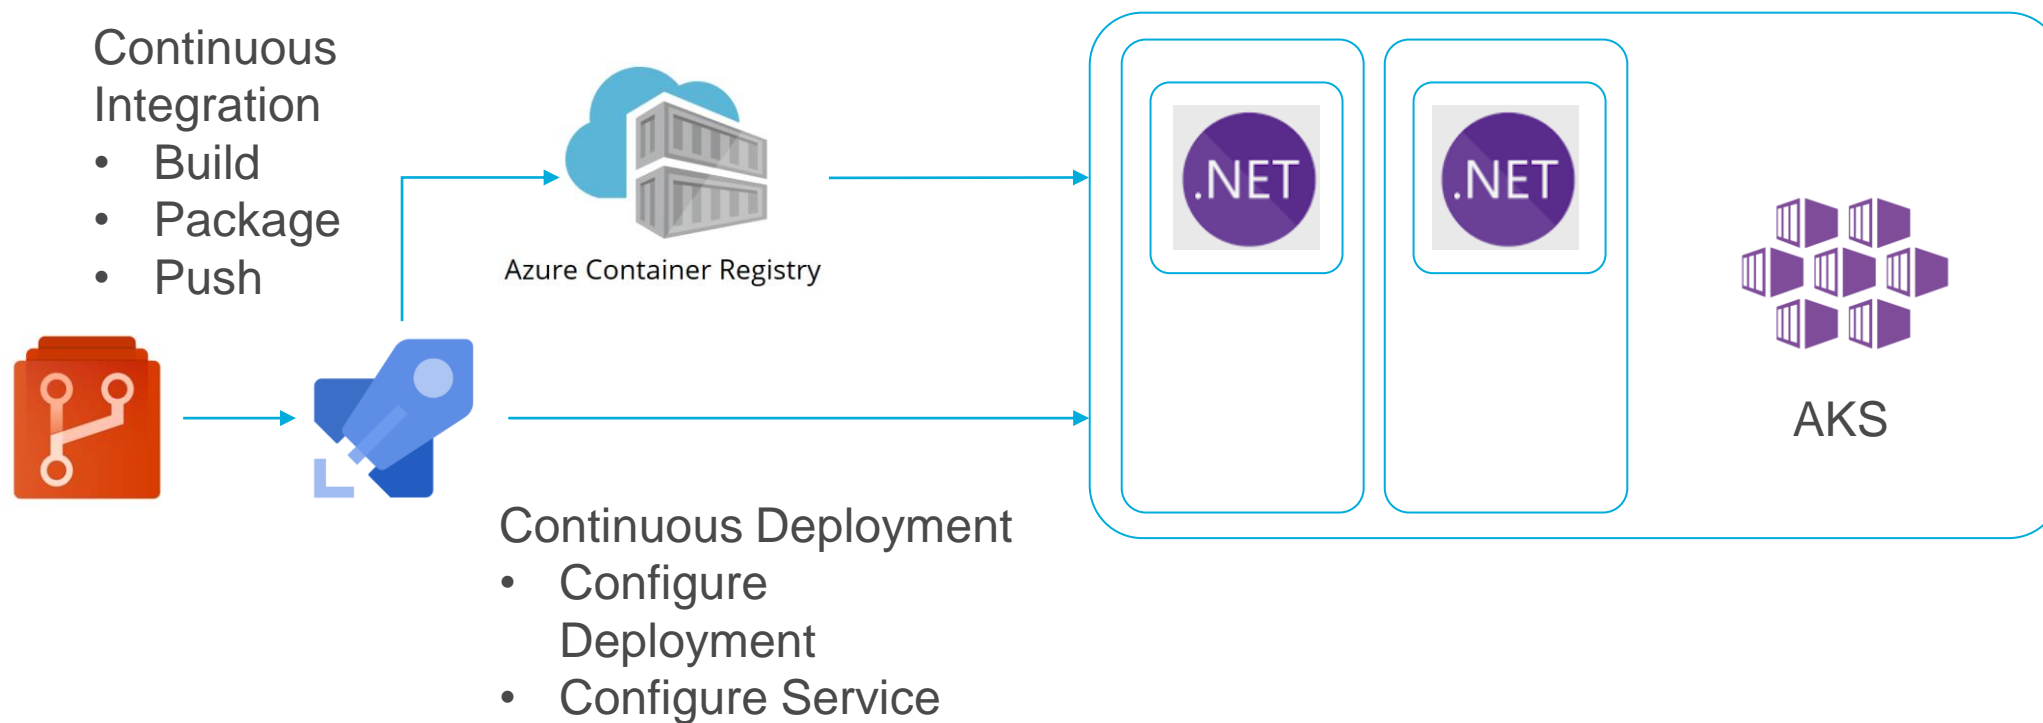 Continuous
Integration
• Build
• Package
• Push
Azure Container Registry
.NET
.NET
AKS
Continuous Deployment
• Configure
Deployment
• Configure Service